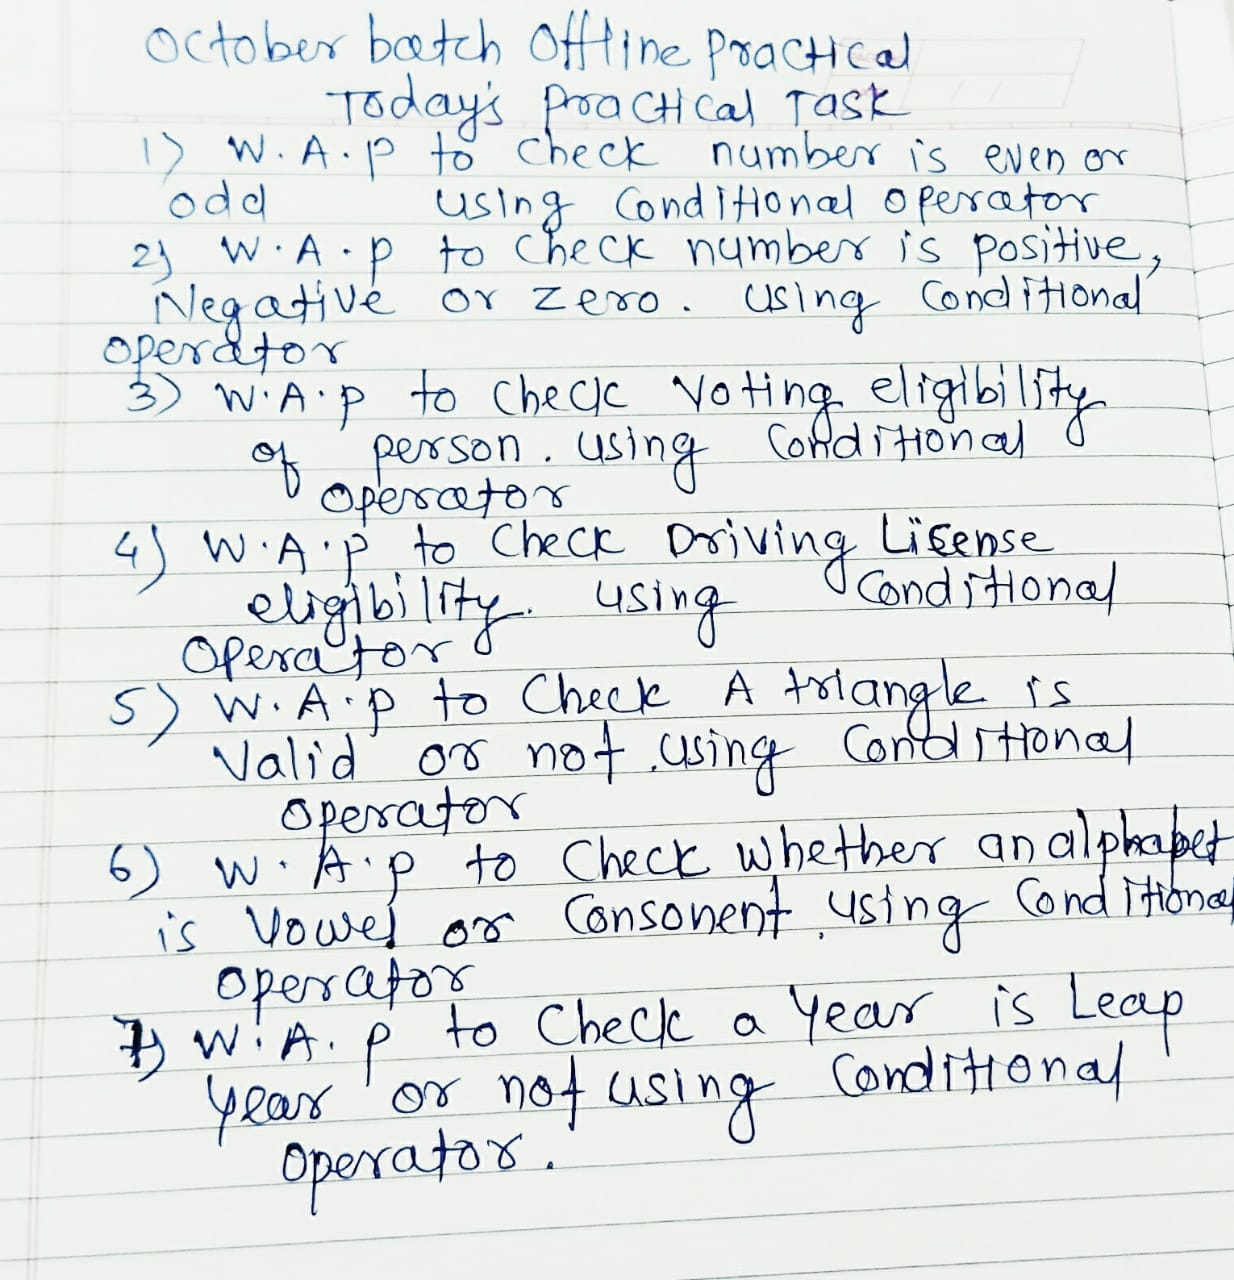 October batch Offline Practical
Today's Practical Task
1) W.A.P to check number is even or
odd using Conditional operator
2) W.A.P to check number is positive,
Negative or zero. using Conditional
operator
3) W.A.P to check Voting eligibility
of person. using Conditional
operator
4) W.A.P to Check Driving License
eligibility. using Conditional
Operator
5) W.A.P to Check A triangle is
Valid or not .using Conditional
operator
6) W.A.P to Check whether an alphabet
is Vowel or Consonent, using Conditional
operator
7) W.A.P to Check a Year is Leap
year or not using Conditional
operator.